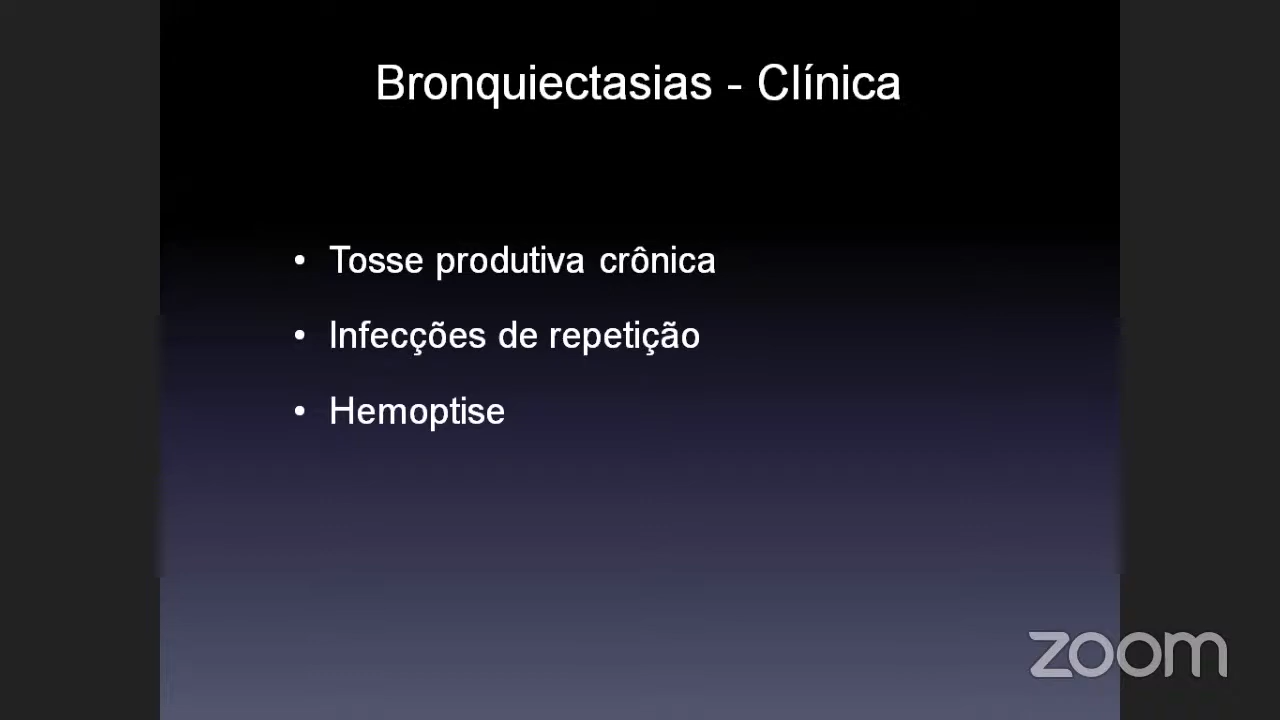 Bronquiectasias - Clínica
• Tosse produtiva crônica
• Infecções de repetição
• Hemoptise
zoom